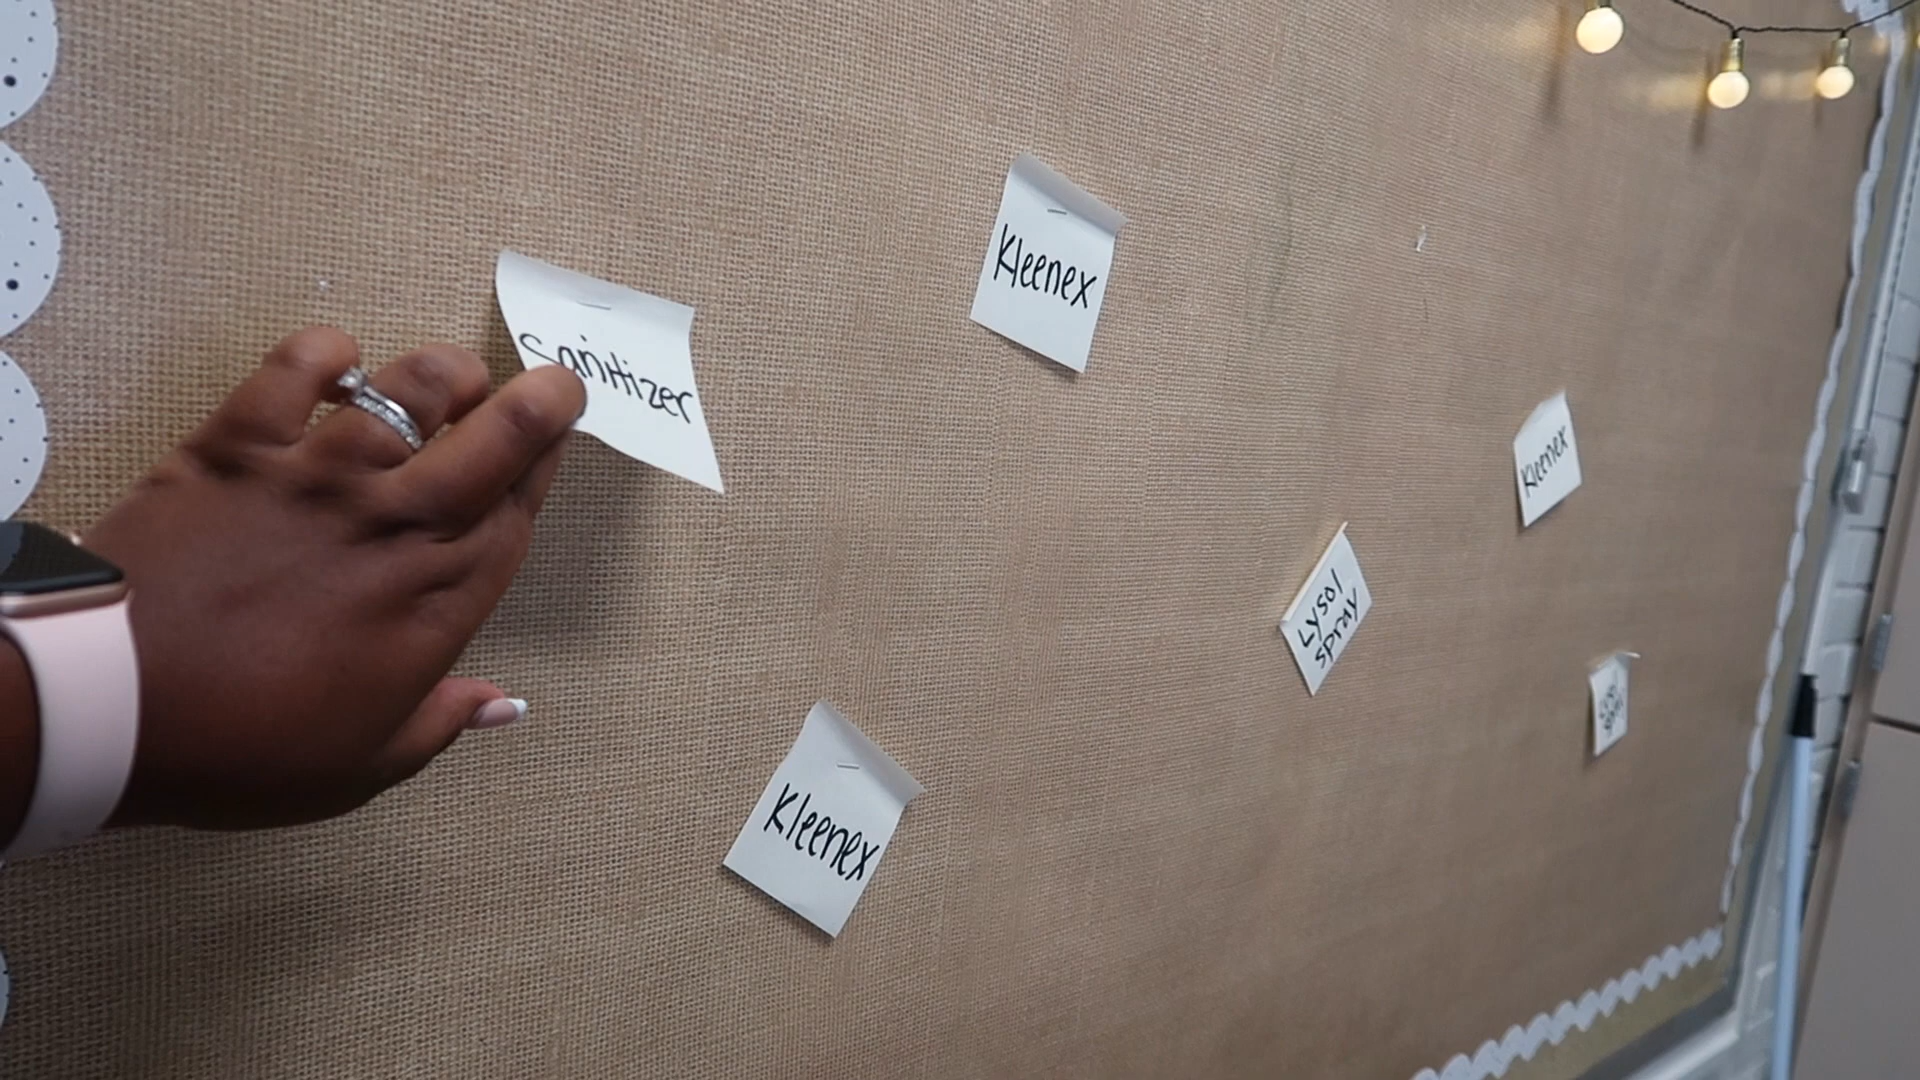 Sanitizer
Kleenex
Kleenex
Lysol
spray
Kleenex